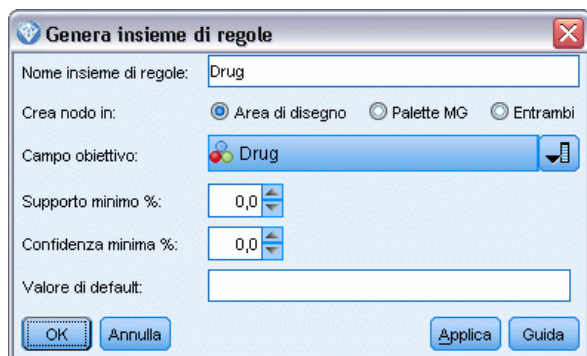 Genera insieme di regole
Nome insieme di regole: Drug
Crea nodo in: Area di disegno Palette MG Entrambi
Campo obiettivo: Drug
Supporto minimo %: 0,0
Confidenza minima %: 0,0
Valore di default:
OK Annulla Applica Guida